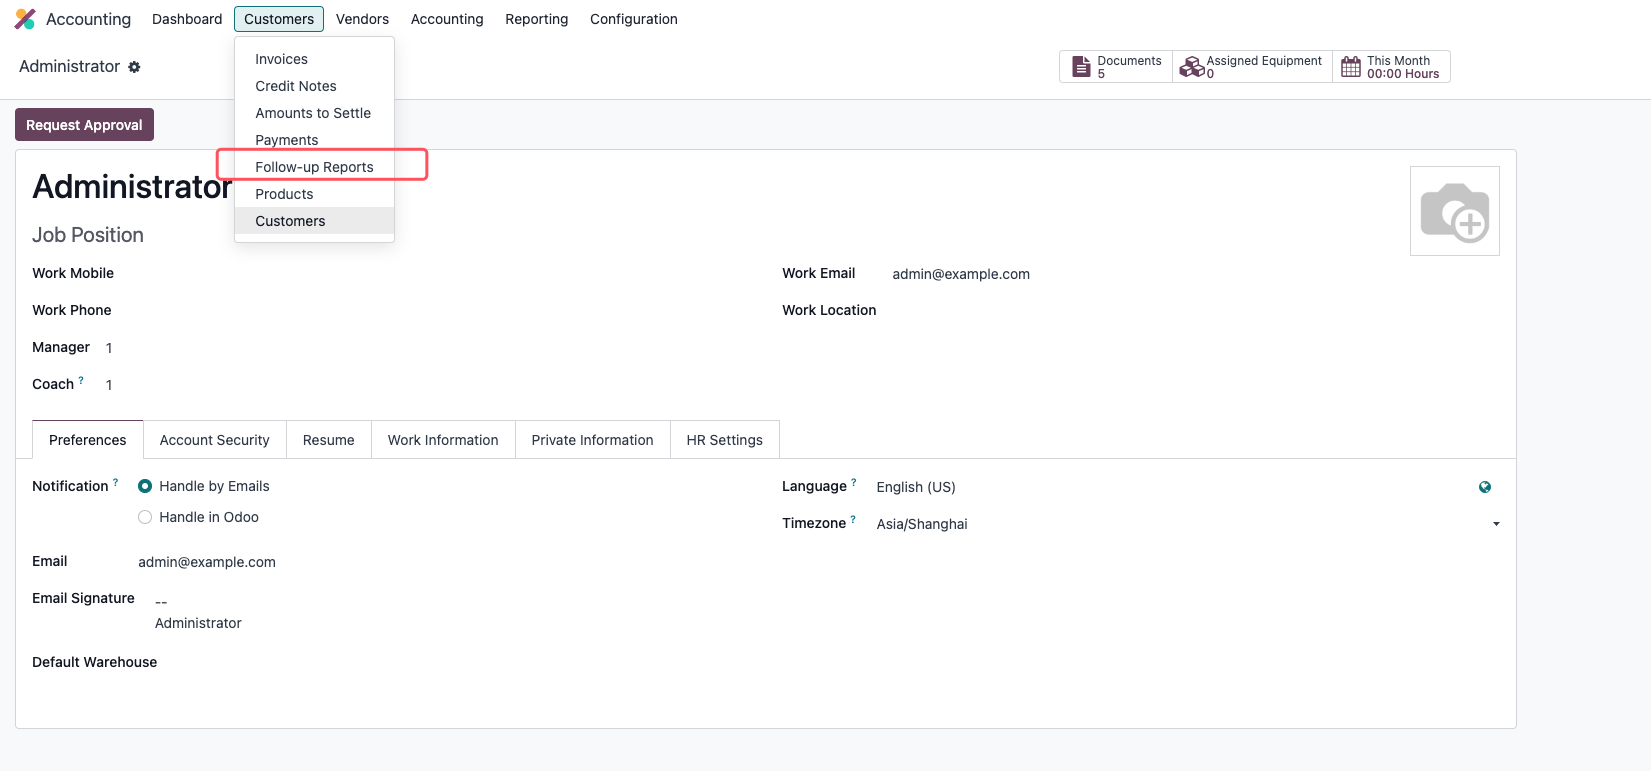 Accounting Dashboard Customers Vendors Accounting Reporting Configuration
Administrator
Invoices
Credit Notes
Amounts to Settle
Payments
Follow-up Reports
Products
Customers
Documents
5
Assigned Equipment
0
This Month
00:00 Hours
Request Approval
Administrator
Job Position
Work Mobile
Work Phone
Manager 1
Coach ? 1
Work Email admin@example.com
Work Location
Preferences Account Security Resume Work Information Private Information HR Settings
Notification ? Handle by Emails
Handle in Odoo
Email admin@example.com
Email Signature --
Administrator
Default Warehouse
Language ? English (US)
Timezone ? Asia/Shanghai